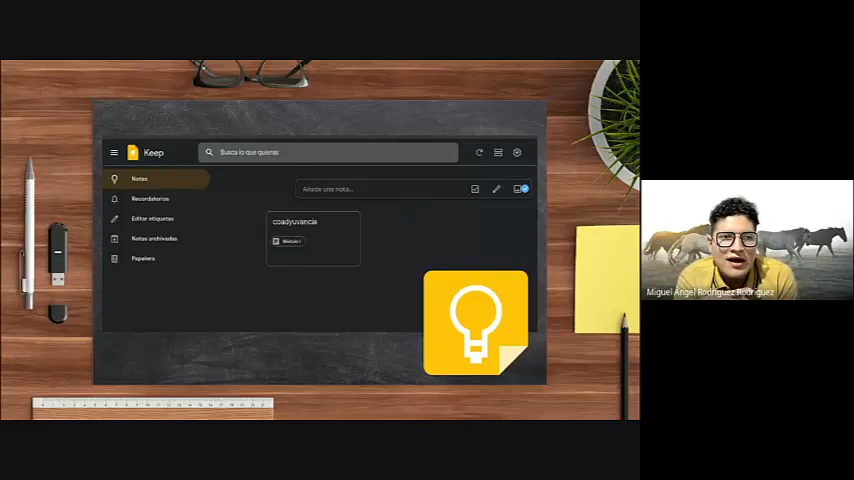 Keep
Busca lo que quieras
Notas
Añade una nota...
Recordatorios
Editar etiquetas
coadyuvancia
Notas archivadas
Módulo I
Papelera
Miguel Angel Rodriguez Rodriguez